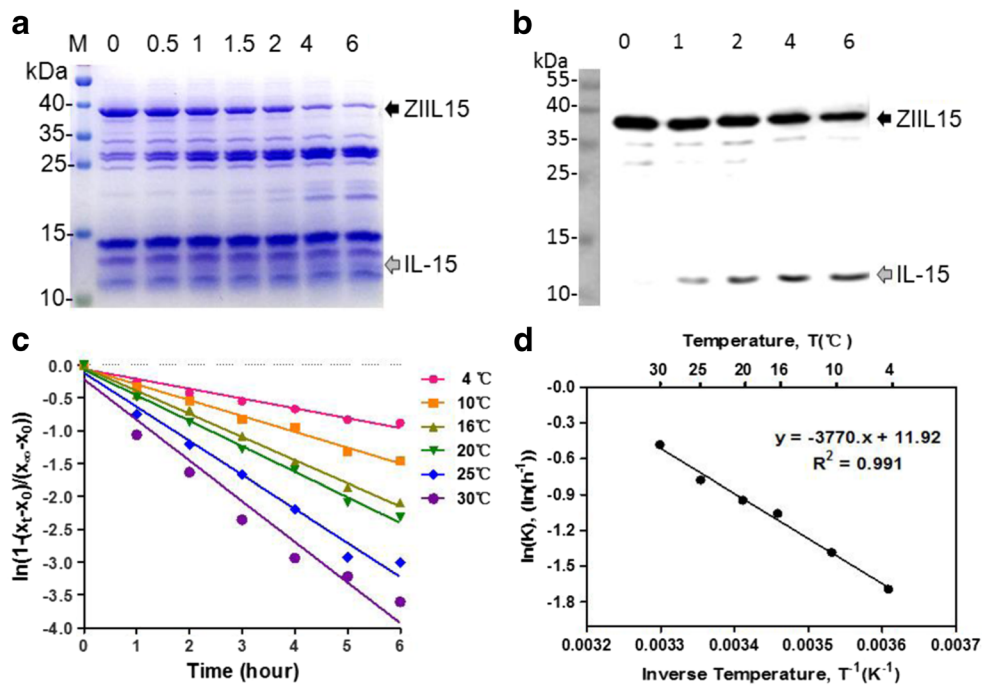 a
M 0 0.5 1 1.5 2 4 6
kDa
40-
35-
25-
15-
10-
ZIIL15
IL-15
b
0 1 2 4 6
kDa
55-
40-
35-
25-
15-
10-
ZIIL15
IL-15
c
ln(1-(xt-x0)/(x∞-x0))
0.0
-0.5
-1.0
-1.5
-2.0
-2.5
-3.0
-3.5
-4.0
0 1 2 3 4 5 6
Time (hour)
4 ℃
10℃
16℃
20℃
25℃
30℃
d
Temperature, T(℃)
30 25 20 16 10 4
ln(K), (ln(h⁻¹))
-0.0
-0.3
-0.6
-0.9
-1.2
-1.5
-1.8
y = -3770.x + 11.92
R² = 0.991
0.0032 0.0033 0.0034 0.0035 0.0036 0.0037
Inverse Temperature, T⁻¹(K⁻¹)